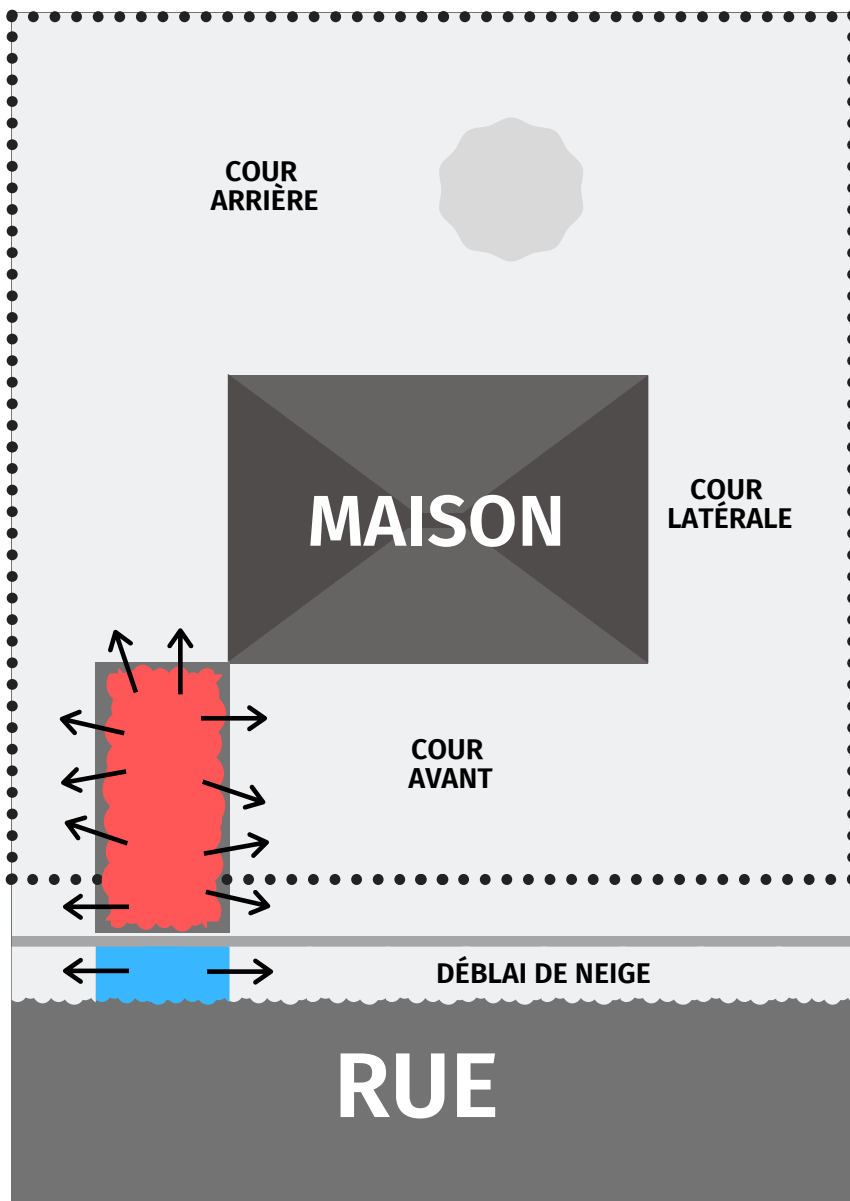 COUR
ARRIÈRE
MAISON
COUR
LATÉRALE
COUR
AVANT
DÉBLAI DE NEIGE
RUE